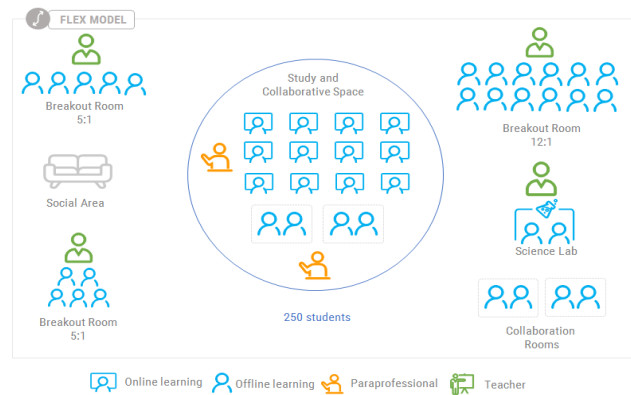 FLEX MODEL
Breakout Room
5:1
Social Area
Breakout Room
5:1
Study and
Collaborative Space
250 students
Breakout Room
12:1
Science Lab
Collaboration
Rooms
Online learning
Offline learning
Paraprofessional
Teacher